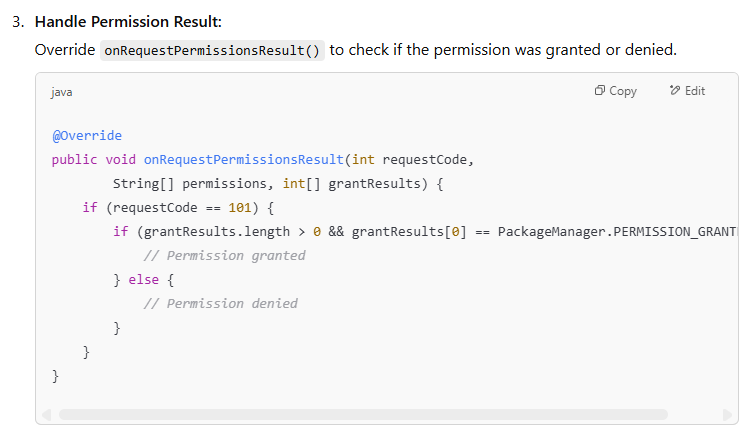 3. Handle Permission Result:
Override onRequestPermissionsResult() to check if the permission was granted or denied.
java
Copy
Edit
@Override
public void onRequestPermissionsResult(int requestCode,
        String[] permissions, int[] grantResults) {
    if (requestCode == 101) {
        if (grantResults.length > 0 && grantResults[0] == PackageManager.PERMISSION_GRANT
            // Permission granted
        } else {
            // Permission denied
        }
    }
}